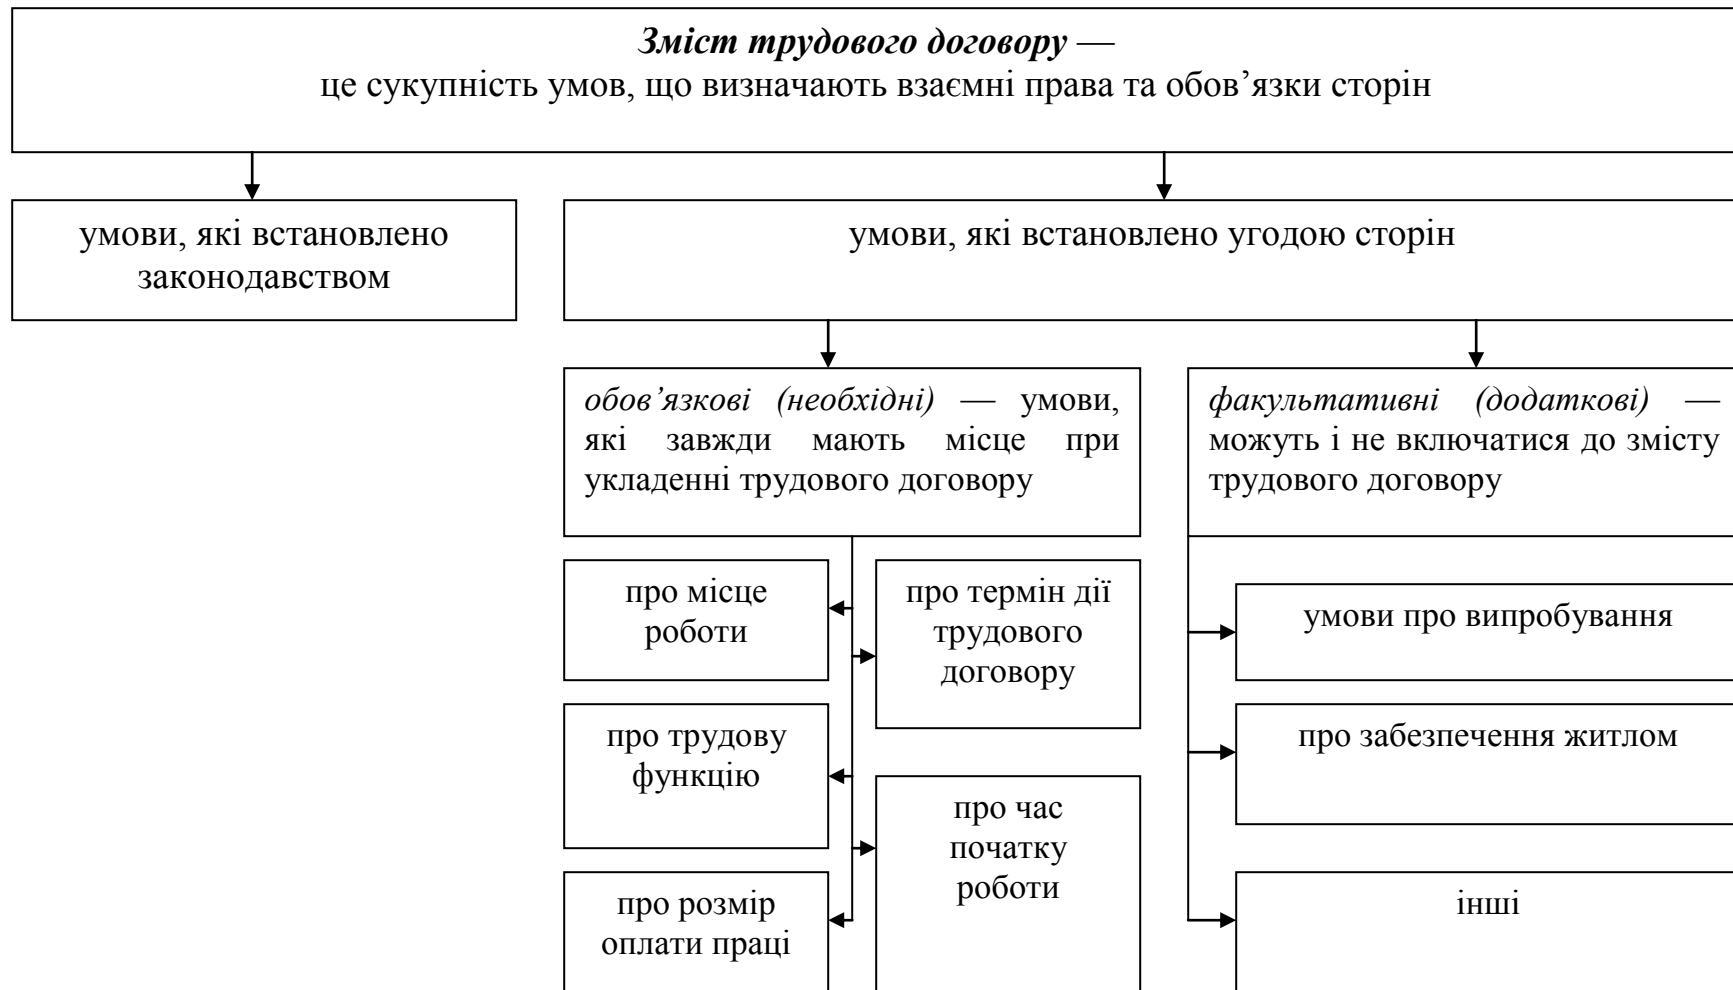 Зміст трудового договору —
це сукупність умов, що визначають взаємні права та обов’язки сторін
умови, які встановлено
законодавством
умови, які встановлено угодою сторін
обов’язкові (необхідні) — умови,
які завжди мають місце при
укладенні трудового договору
факультативні (додаткові) —
можуть і не включатися до змісту
трудового договору
про місце
роботи
про термін дії
трудового
договору
умови про випробування
про трудову
функцію
про забезпечення житлом
про час
початку
роботи
про розмір
оплати праці
інші